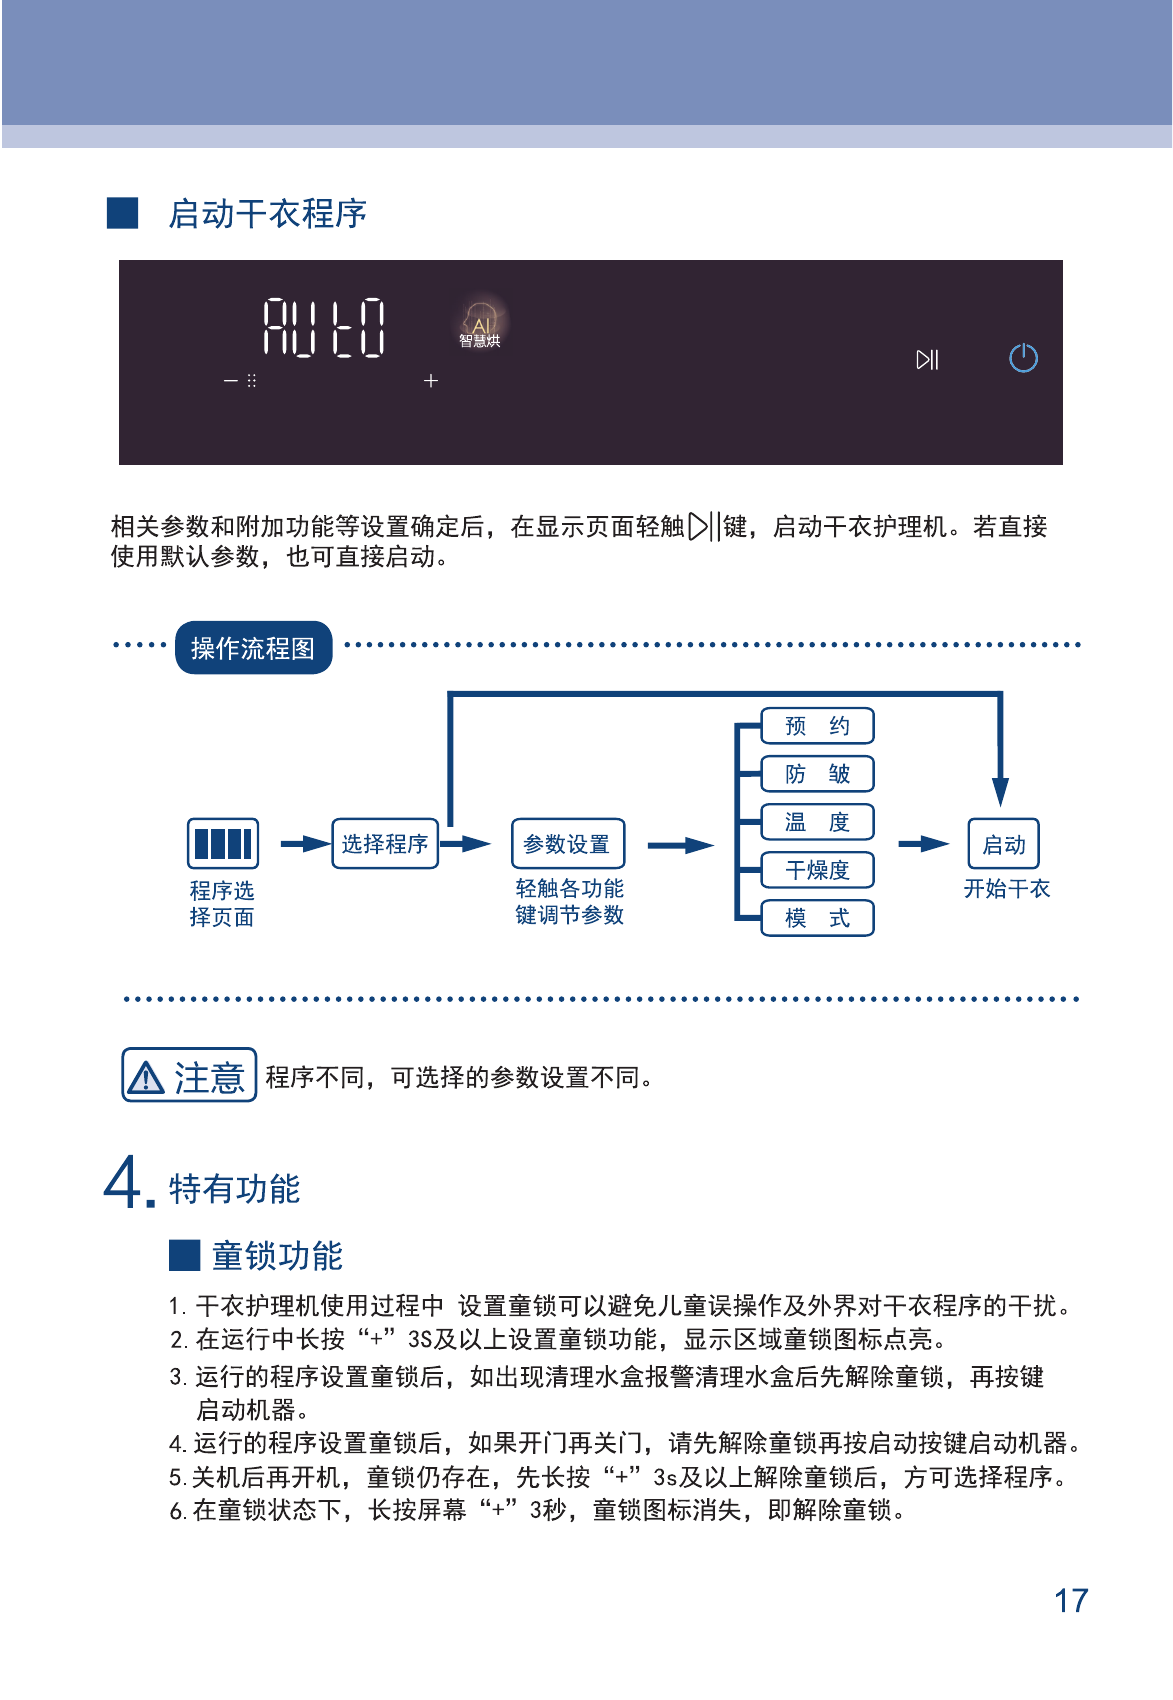 启动干衣程序
AUtO
AI
智慧烘
− ⠿ +
相关参数和附加功能等设置确定后，在显示页面轻触▷||键，启动干衣护理机。若直接
使用默认参数，也可直接启动。
操作流程图
预 约
防 皱
温 度
干燥度
模 式
选择程序
参数设置
启动
程序选
择页面
轻触各功能
键调节参数
开始干衣
注意 程序不同，可选择的参数设置不同。
4. 特有功能
童锁功能
1. 干衣护理机使用过程中 设置童锁可以避免儿童误操作及外界对干衣程序的干扰。
2. 在运行中长按“+”3S及以上设置童锁功能，显示区域童锁图标点亮。
3. 运行的程序设置童锁后，如出现清理水盒报警清理水盒后先解除童锁，再按键
启动机器。
4. 运行的程序设置童锁后，如果开门再关门，请先解除童锁再按启动按键启动机器。
5. 关机后再开机，童锁仍存在，先长按“+”3s及以上解除童锁后，方可选择程序。
6. 在童锁状态下，长按屏幕“+”3秒，童锁图标消失，即解除童锁。
17